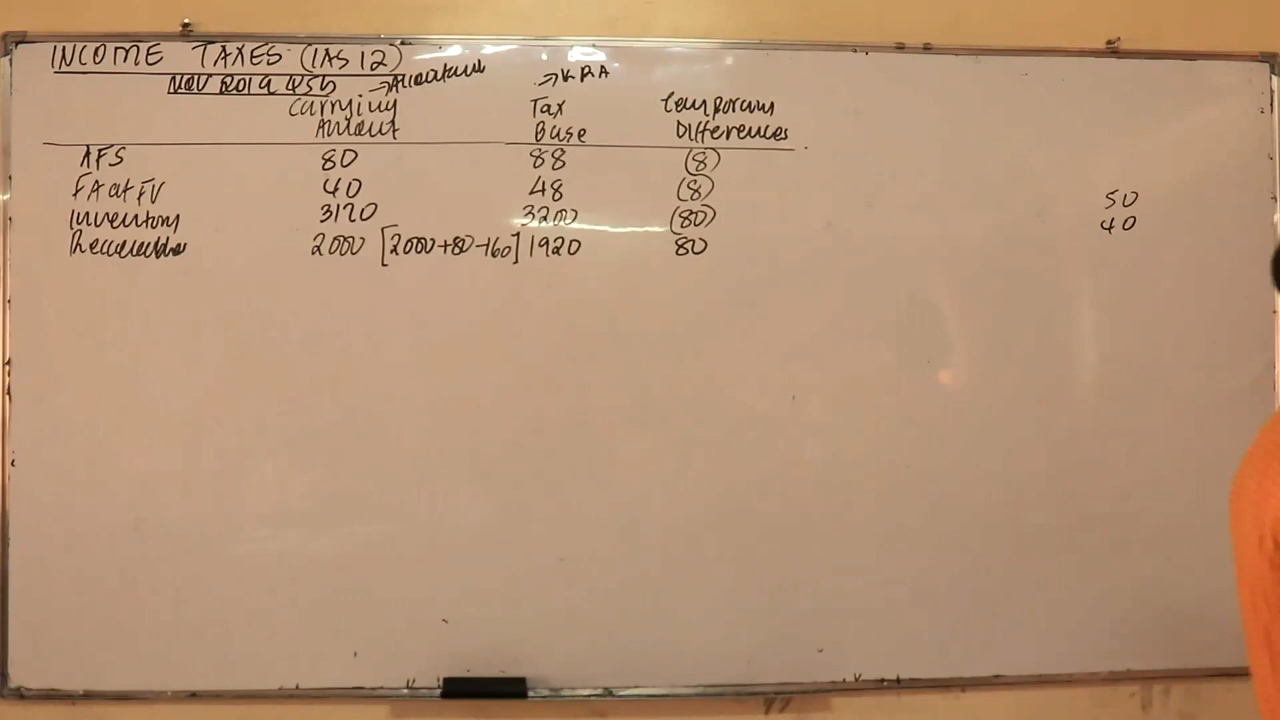 INCOME TAXES (IAS 12)
NOV 2019 Q5b
→KRA
Carrying Amount
Tax Base
Temporary Differences
AFS 80 88 (8)
FA at FV 40 48 (8)
Inventory 3120 3200 (80)
2000 [2000+80-160] 1920 80
50
40